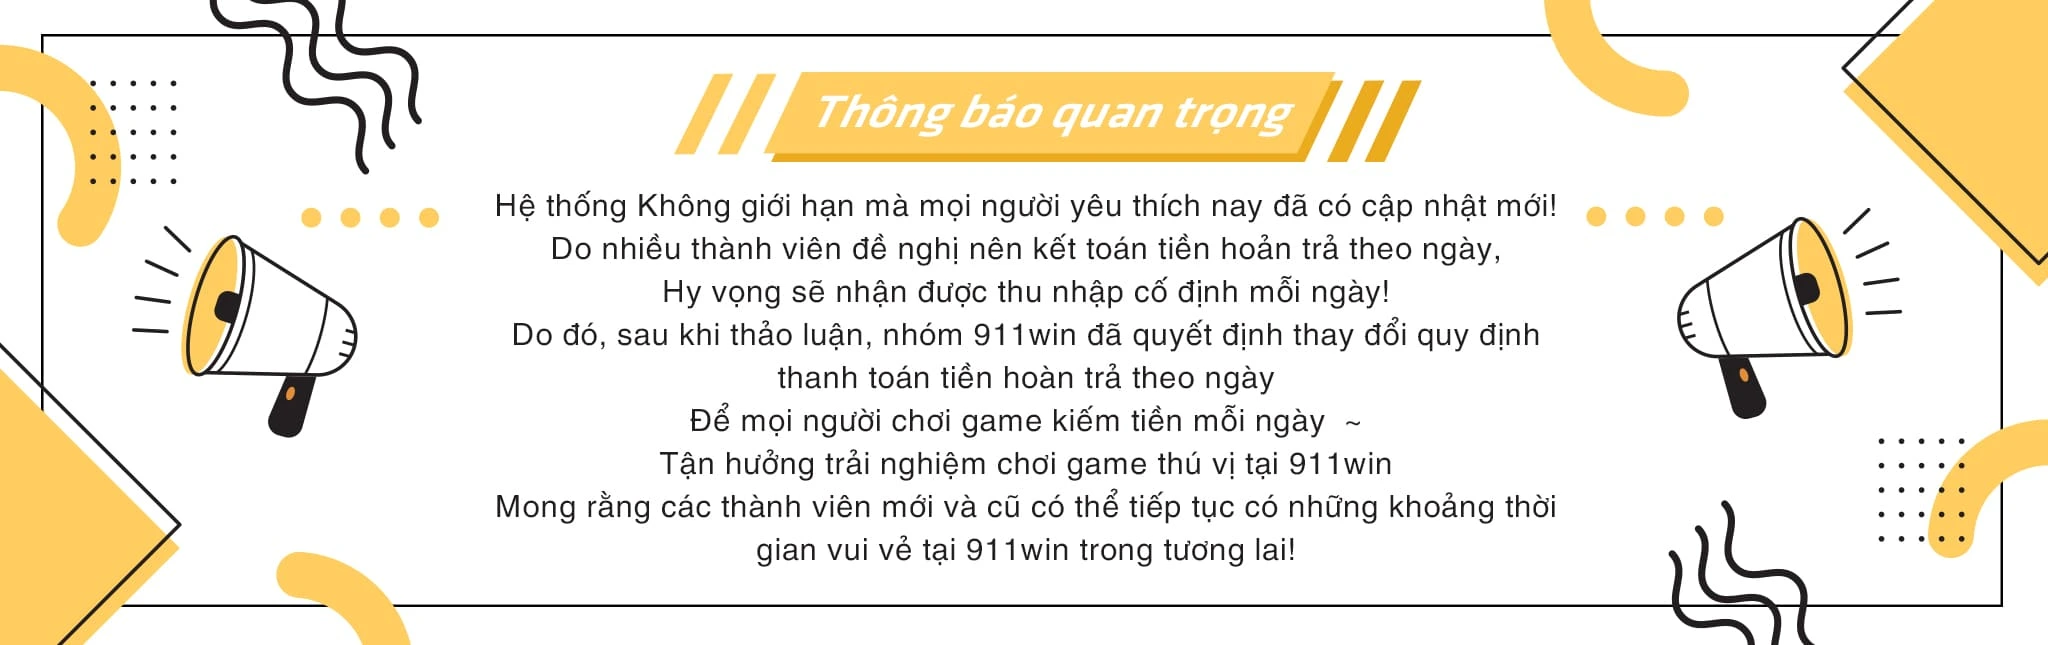 Thông báo quan trọng
Hệ thống Không giới hạn mà mọi người yêu thích nay đã có cập nhật mới!
Do nhiều thành viên đề nghị nên kết toán tiền hoản trả theo ngày,
Hy vọng sẽ nhận được thu nhập cố định mỗi ngày!
Do đó, sau khi thảo luận, nhóm 911win đã quyết định thay đổi quy định
thanh toán tiền hoàn trả theo ngày
Để mọi người chơi game kiếm tiền mỗi ngày ~
Tận hưởng trải nghiệm chơi game thú vị tại 911win
Mong rằng các thành viên mới và cũ có thể tiếp tục có những khoảng thời
gian vui vẻ tại 911win trong tương lai!